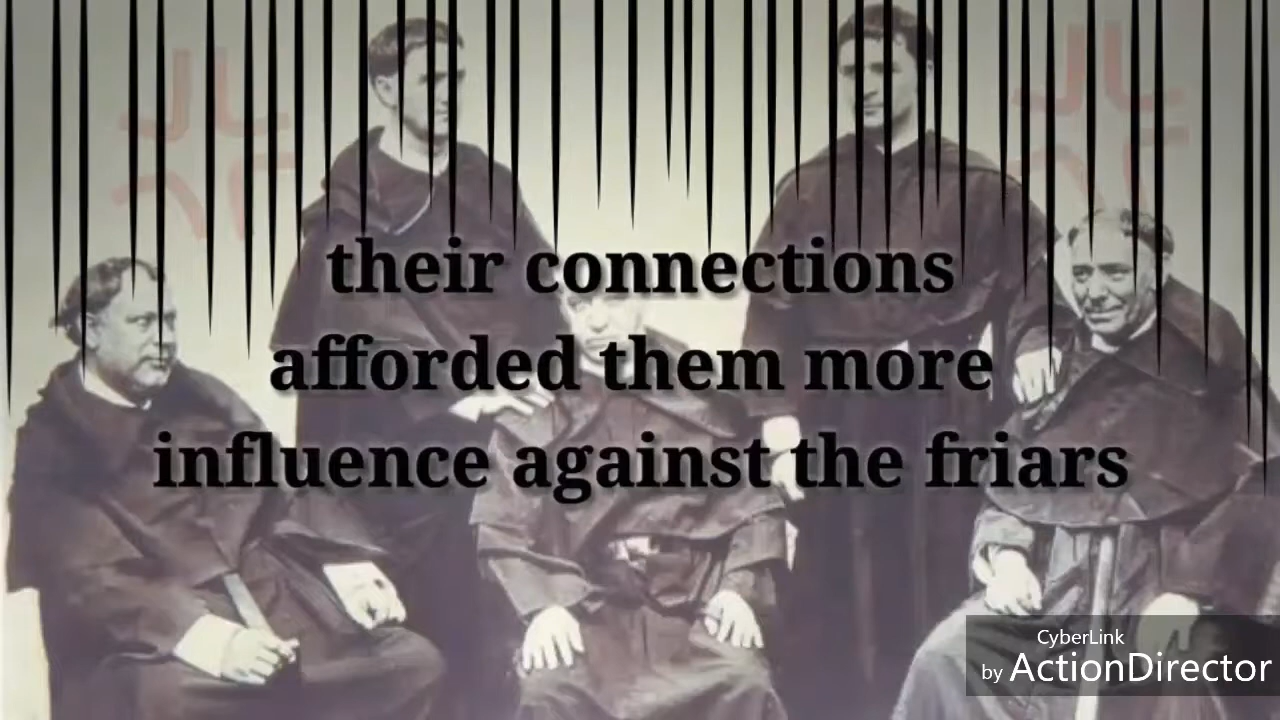 their connections
afforded them more
influence against the friars
CyberLink
by ActionDirector